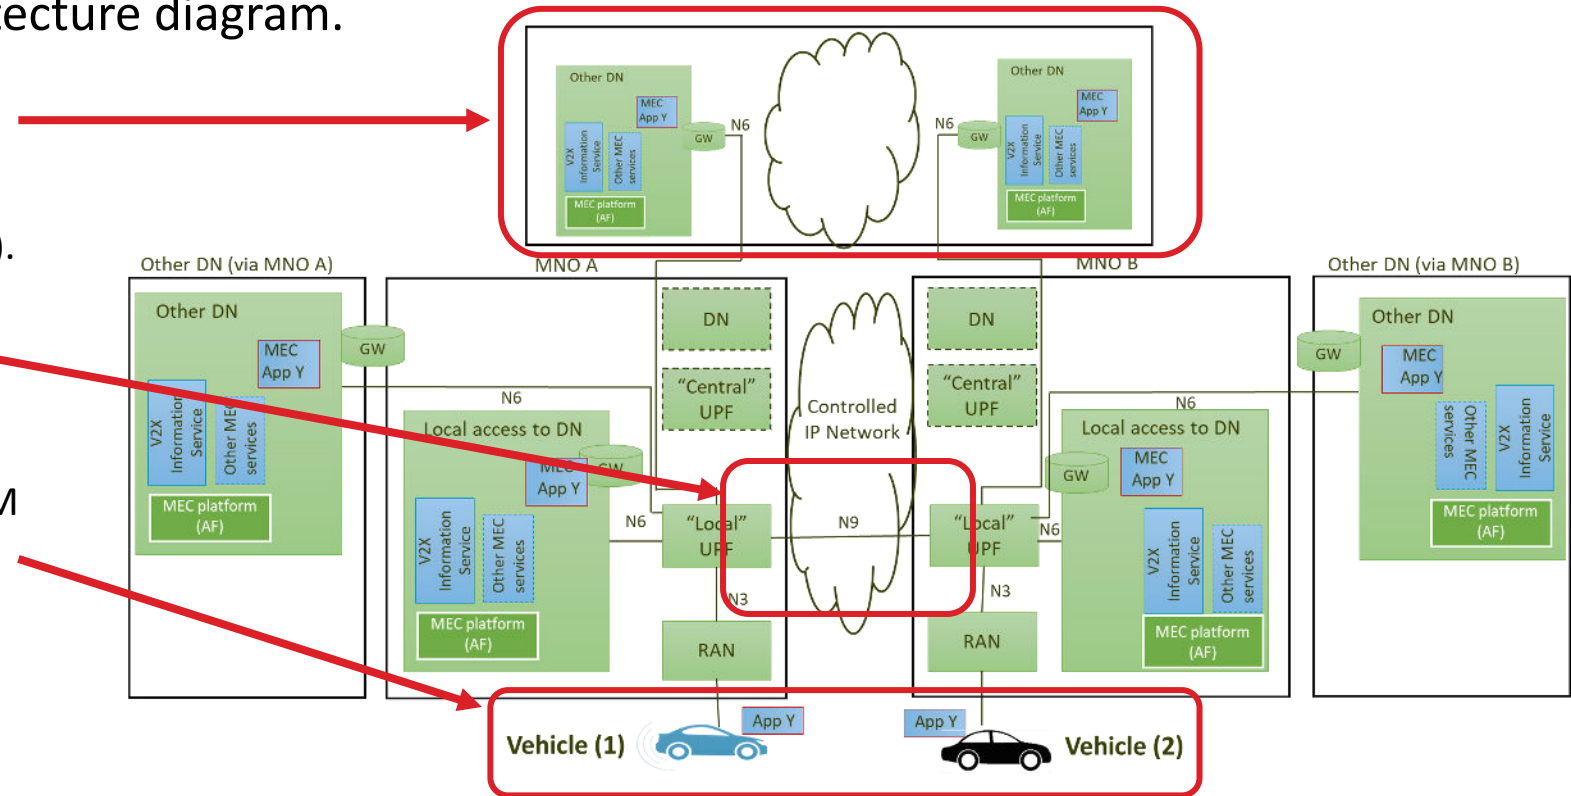 tecture diagram.
).
M
Other DN
MEC
App Y
V2X
Information
Service
Other MEC
services
MEC platform
(AF)
GW
N6
N6
GW
Other DN
MEC
App Y
V2X
Information
Service
Other MEC
services
MEC platform
(AF)
Other DN (via MNO A)
Other DN
MEC
App Y
GW
V2X
Information
Service
Other MEC
services
MEC platform
(AF)
N6
MNO A
DN
"Central"
UPF
Local access to DN
GW
MEC
App Y
V2X
Information
Service
Other MEC
services
MEC platform
(AF)
N6
"Local"
UPF
N3
RAN
Controlled
IP Network
N9
MNO B
DN
"Central"
UPF
"Local"
UPF
N3
RAN
N6
N6
Local access to DN
GW
MEC
App Y
V2X
Information
Service
Other MEC
services
MEC platform
(AF)
Other DN (via MNO B)
Other DN
GW
MEC
App Y
Other MEC
services
V2X
Information
Service
MEC platform
(AF)
Vehicle (1)
App Y
App Y
Vehicle (2)